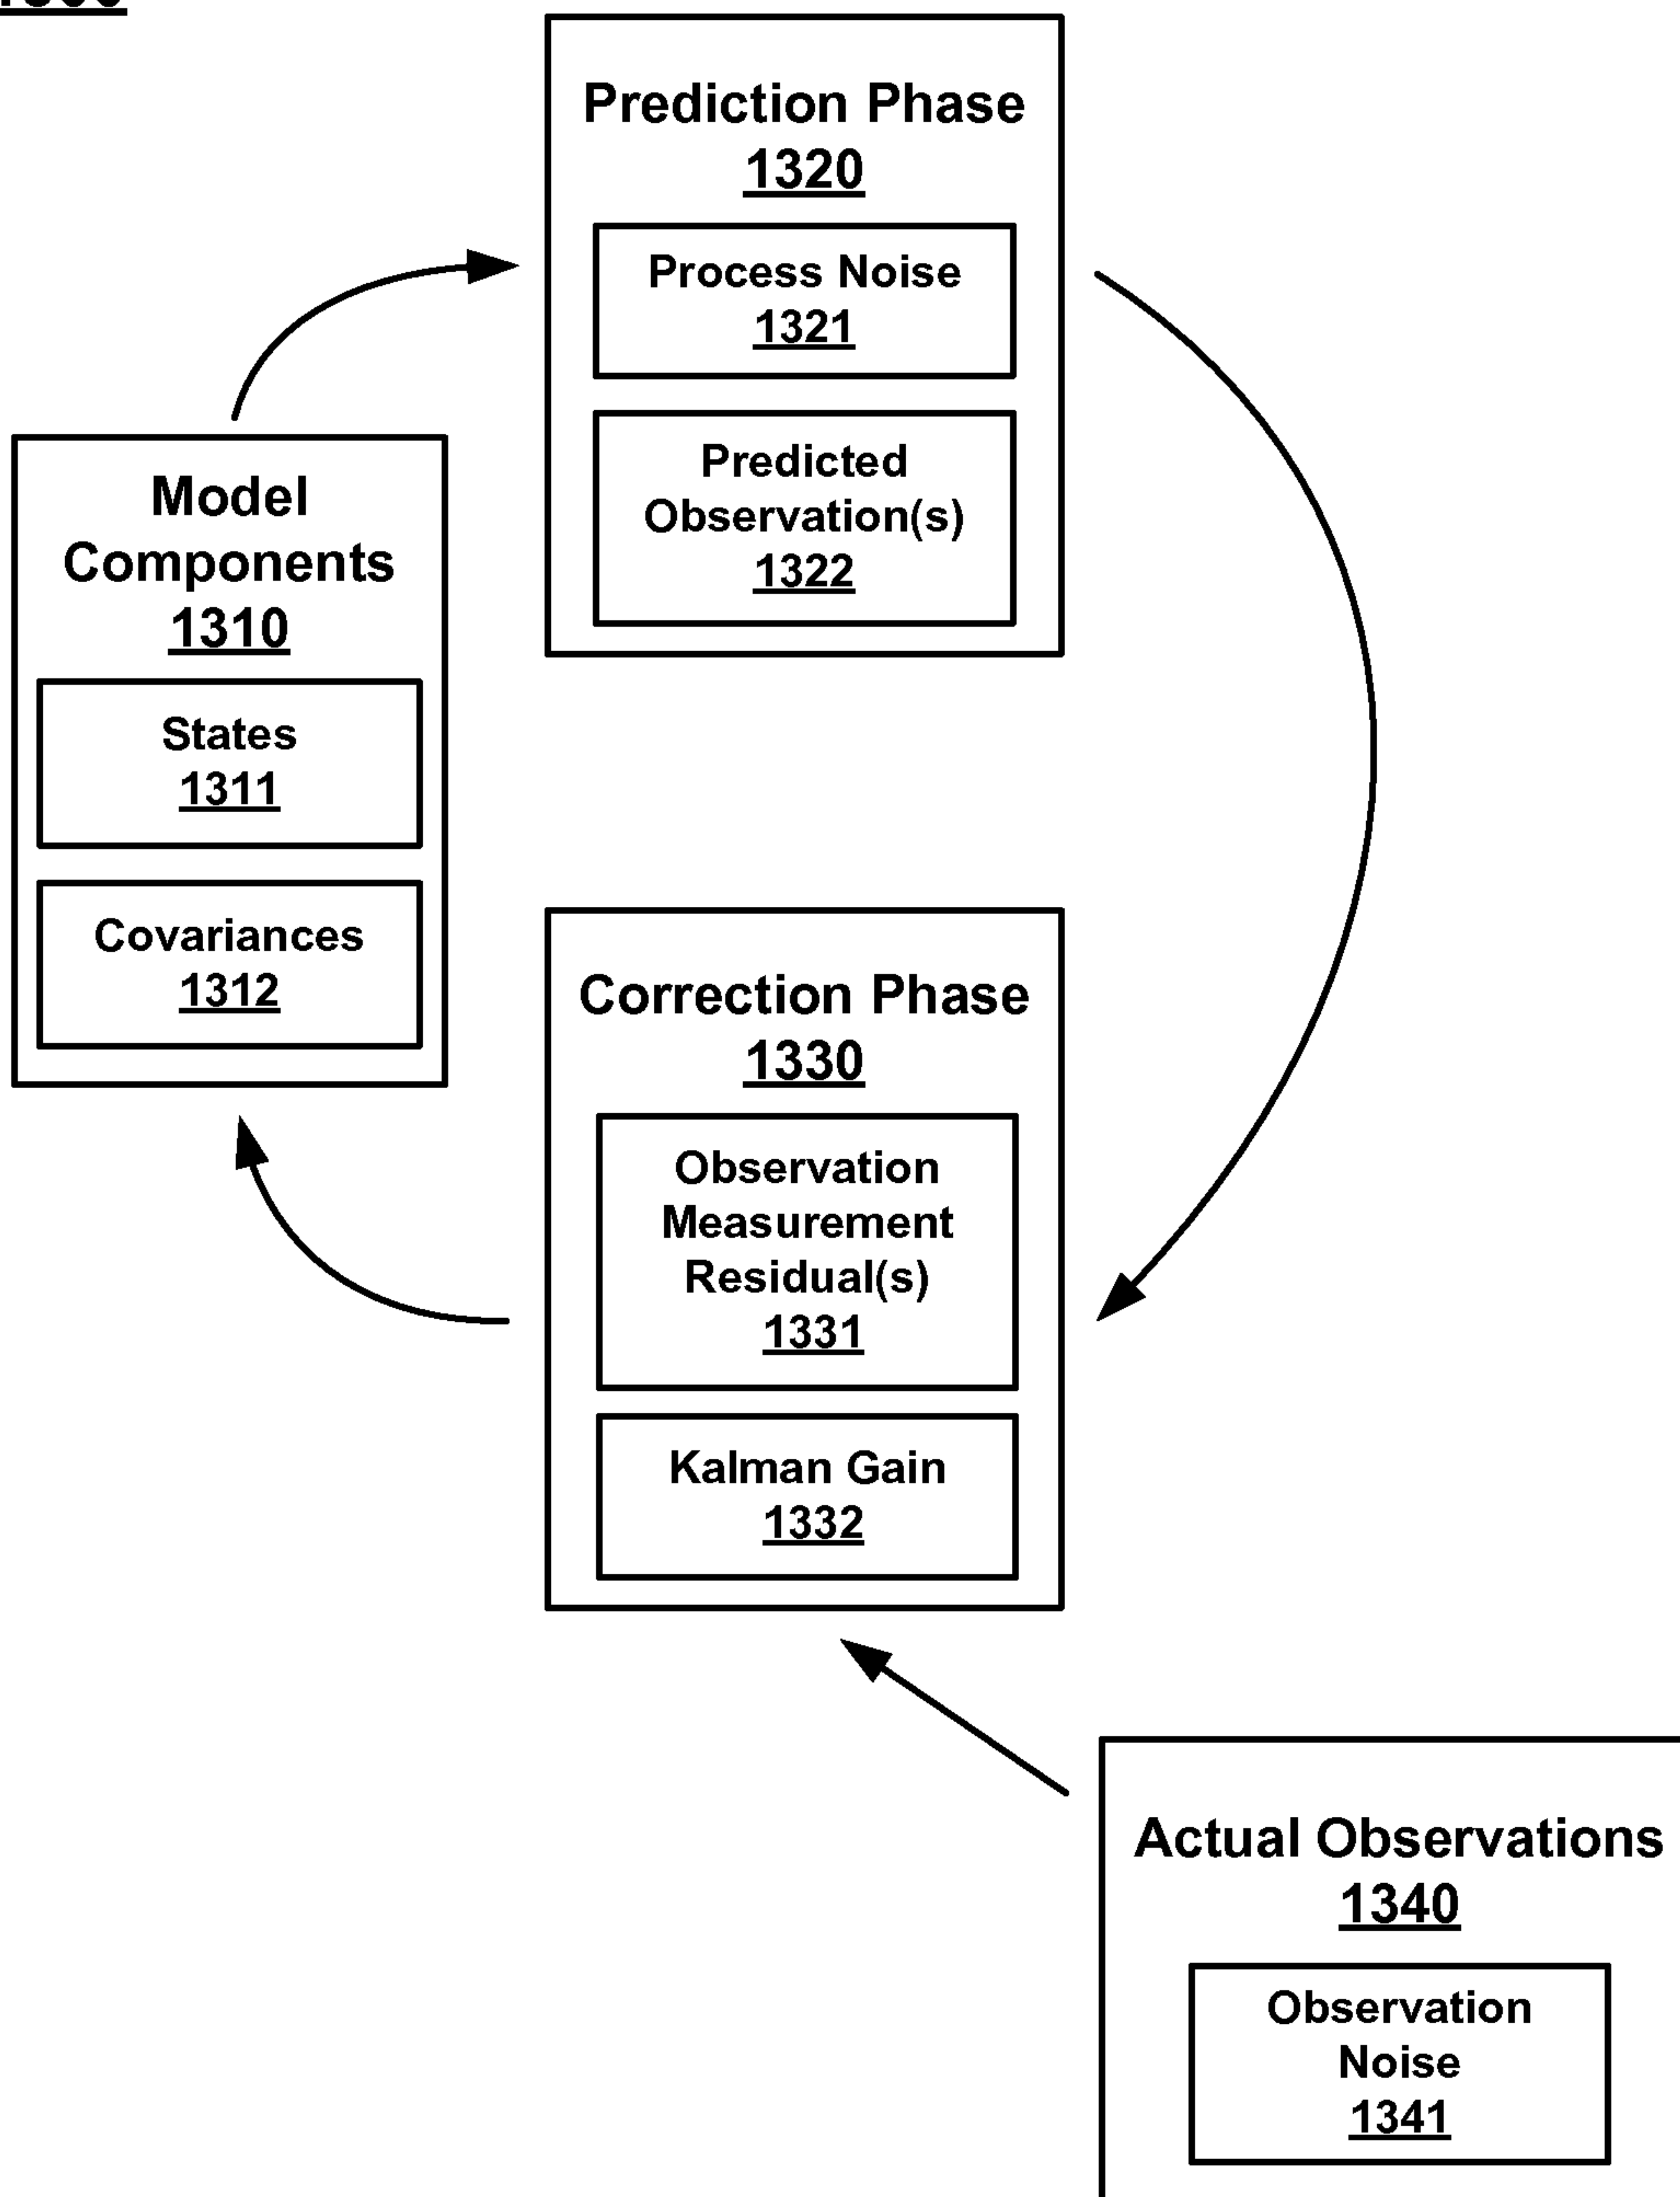 Prediction Phase
1320
Process Noise
1321
Predicted
Observation(s)
1322
Model
Components
1310
States
1311
Covariances
1312
Correction Phase
1330
Observation
Measurement
Residual(s)
1331
Kalman Gain
1332
Actual Observations
1340
Observation
Noise
1341